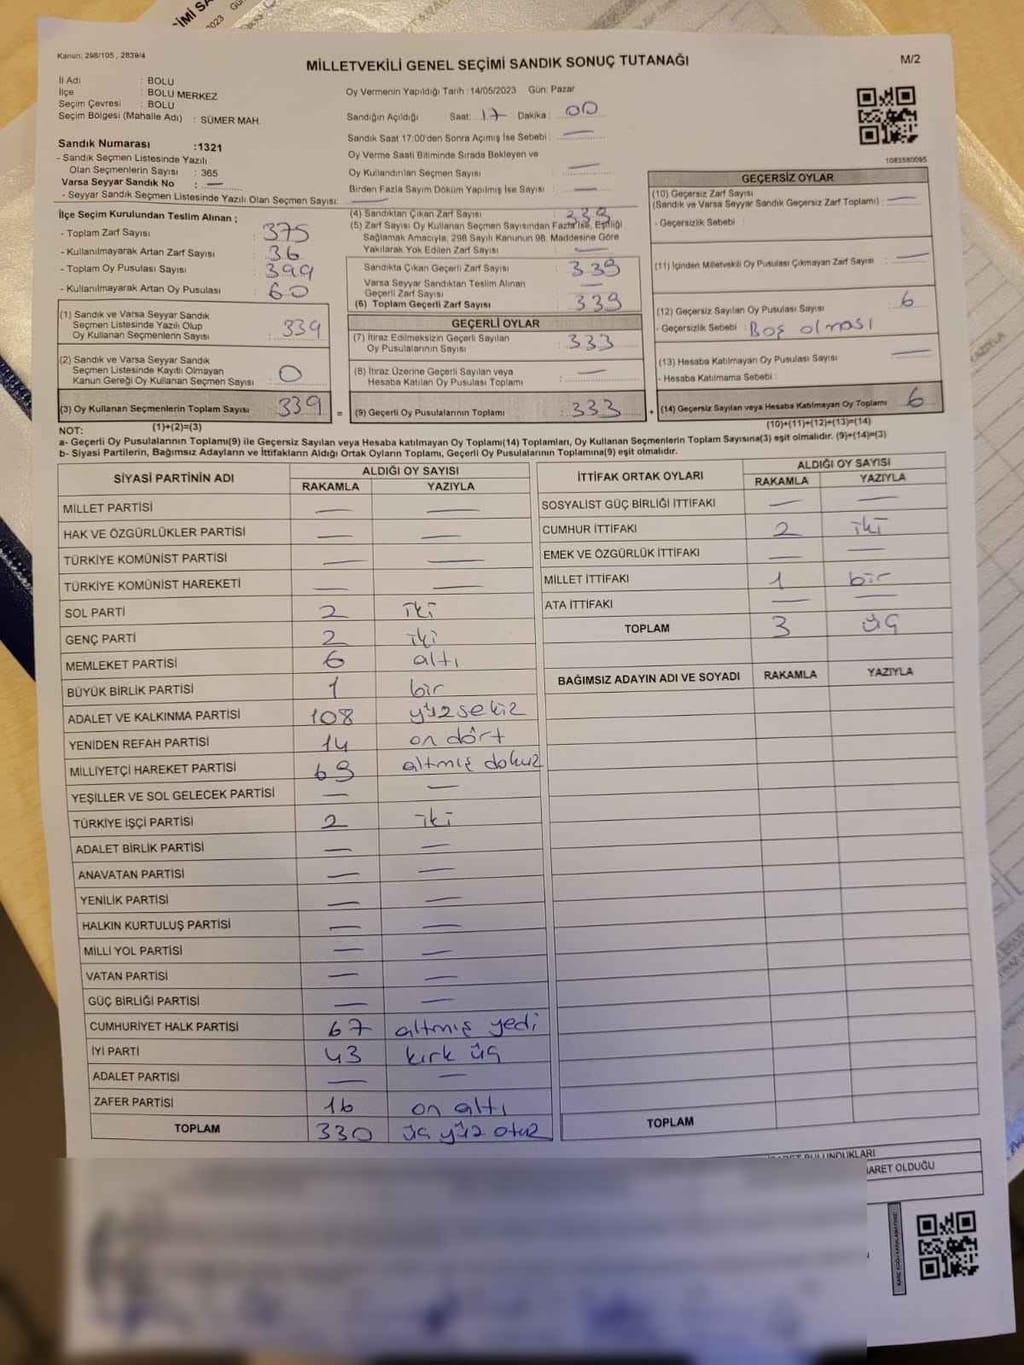 Kanun: 298/105 , 2839/4
MİLLETVEKİLİ GENEL SEÇİMİ SANDIK SONUÇ TUTANAĞI
M/2
İl Adı : BOLU
İlçe : BOLU MERKEZ
Seçim Çevresi : BOLU
Seçim Bölgesi (Mahalle Adı) : SÜMER MAH.
Sandık Numarası :1321
- Sandık Seçmen Listesinde Yazılı
Olan Seçmenlerin Sayısı : 365
Varsa Seyyar Sandık No : —
- Seyyar Sandık Seçmen Listesinde Yazılı Olan Seçmen Sayısı: —
Oy Vermenin Yapıldığı Tarih :14/05/2023 Gün: Pazar
Sandığın Açıldığı Saat: 17 Dakika : 00
Sandık Saat 17:00'den Sonra Açımış İse Sebebi : —
Oy Verme Saati Bitiminde Sırada Bekleyen ve
Oy Kullandırılan Seçmen Sayısı : —
Birden Fazla Sayım Döküm Yapılmış İse Sayısı : —
1083580095
İlçe Seçim Kurulundan Teslim Alınan ;
- Toplam Zarf Sayısı : 375
- Kullanılmayarak Artan Zarf Sayısı : 36
- Toplam Oy Pusulası Sayısı : 399
- Kullanılmayarak Artan Oy Pusulası : 60
(1) Sandık ve Varsa Seyyar Sandık
Seçmen Listesinde Yazılı Olup
Oy Kullanan Seçmenlerin Sayısı : 339
(2) Sandık ve Varsa Seyyar Sandık
Seçmen Listesinde Kayıtlı Olmayan
Kanun Gereği Oy Kullanan Seçmen Sayısı : 0
(3) Oy Kullanan Seçmenlerin Toplam Sayısı : 339
(1)+(2)=(3)
(4) Sandıktan Çıkan Zarf Sayısı : 339
(5) Zarf Sayısı Oy Kullanan Seçmen Sayısından Fazla İse, Eşitliği
Sağlamak Amacıyla, 298 Sayılı Kanunun 98. Maddesine Göre
Yakılarak Yok Edilen Zarf Sayısı : —
Sandıkta Çıkan Geçerli Zarf Sayısı : 339
Varsa Seyyar Sandıktan Teslim Alınan
Geçerli Zarf Sayısı :
(6) Toplam Geçerli Zarf Sayısı : 339
GEÇERLİ OYLAR
(7) İtiraz Edilmeksizin Geçerli Sayılan
Oy Pusulalarının Sayısı : 333
(8) İtiraz Üzerine Geçerli Sayılan veya
Hesaba Katılan Oy Pusulası Toplamı : —
= (9) Geçerli Oy Pusulalarının Toplamı : 333
GEÇERSİZ OYLAR
(10) Geçersiz Zarf Sayısı
(Sandık ve Varsa Seyyar Sandık Geçersiz Zarf Toplamı) : —
- Geçersizlik Sebebi :
(11) İçinden Milletvekili Oy Pusulası Çıkmayan Zarf Sayısı : —
(12) Geçersiz Sayılan Oy Pusulası Sayısı : 6
- Geçersizlik Sebebi : Boş olması
(13) Hesaba Katılmayan Oy Pusulası Sayısı : —
- Hesaba Katılmama Sebebi :
+ (14) Geçersiz Sayılan veya Hesaba Katılmayan Oy Toplamı : 6
(10)+(11)+(12)+(13)=(14)
NOT:
a- Geçerli Oy Pusulalarının Toplamı(9) ile Geçersiz Sayılan veya Hesaba katılmayan Oy Toplamı(14) Toplamları, Oy Kullanan Seçmenlerin Toplam Sayısına(3) eşit olmalıdır. (9)+(14)=(3)
b- Siyasi Partilerin, Bağımsız Adayların ve İttifakların Aldığı Ortak Oyların Toplamı, Geçerli Oy Pusulalarının Toplamına(9) eşit olmalıdır.
SİYASİ PARTİNİN ADI ALDIĞI OY SAYISI
RAKAMLA YAZIYLA
MİLLET PARTİSİ — —
HAK VE ÖZGÜRLÜKLER PARTİSİ — —
TÜRKİYE KOMÜNİST PARTİSİ — —
TÜRKİYE KOMÜNİST HAREKETİ — —
SOL PARTİ 2 iki
GENÇ PARTİ 2 iki
MEMLEKET PARTİSİ 6 altı
BÜYÜK BİRLİK PARTİSİ 1 bir
ADALET VE KALKINMA PARTİSİ 108 yüzsekiz
YENİDEN REFAH PARTİSİ 14 on dört
MİLLİYETÇİ HAREKET PARTİSİ 69 altmış dokuz
YEŞİLLER VE SOL GELECEK PARTİSİ — —
TÜRKİYE İŞÇİ PARTİSİ 2 iki
ADALET BİRLİK PARTİSİ — —
ANAVATAN PARTİSİ — —
YENİLİK PARTİSİ — —
HALKIN KURTULUŞ PARTİSİ — —
MİLLİ YOL PARTİSİ — —
VATAN PARTİSİ — —
GÜÇ BİRLİĞİ PARTİSİ — —
CUMHURİYET HALK PARTİSİ 67 altmış yedi
İYİ PARTİ 43 kırk üç
ADALET PARTİSİ — —
ZAFER PARTİSİ 16 on altı
TOPLAM 330 üç yüz otuz
İTTİFAK ORTAK OYLARI ALDIĞI OY SAYISI
RAKAMLA YAZIYLA
SOSYALİST GÜÇ BİRLİĞİ İTTİFAKI — —
CUMHUR İTTİFAKI 2 iki
EMEK VE ÖZGÜRLÜK İTTİFAKI — —
MİLLET İTTİFAKI 1 bir
ATA İTTİFAKI — —
TOPLAM 3 üç
BAĞIMSIZ ADAYIN ADI VE SOYADI RAKAMLA YAZIYLA
TOPLAM